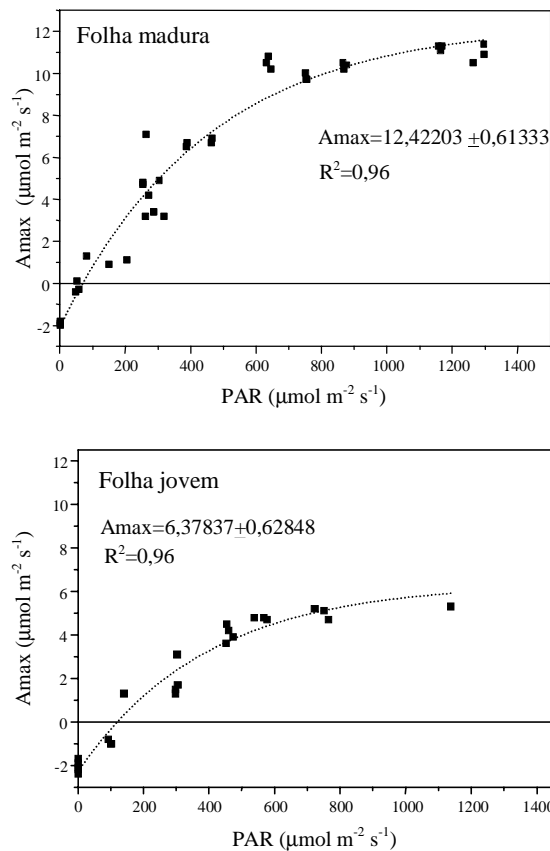 Folha madura
Amax=12,42203 ±0,61333
R²=0,96
Amax (μmol m⁻² s⁻¹)
12
10
8
6
4
2
0
-2
0 200 400 600 800 1000 1200 1400
PAR (μmol m⁻² s⁻¹)
Folha jovem
Amax=6,37837±0,62848
R²=0,96
Amax (μmol m⁻² s⁻¹)
12
10
8
6
4
2
0
-2
0 200 400 600 800 1000 1200 1400
PAR (μmol m⁻² s⁻¹)